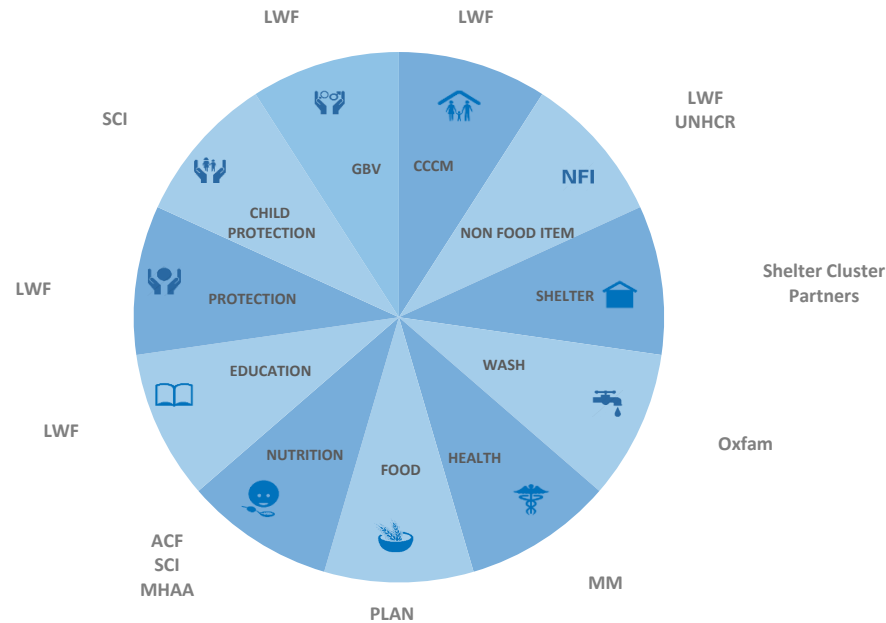 LWF
LWF
SCI
LWF
UNHCR
GBV
CCCM
NFI
CHILD
PROTECTION
NON FOOD ITEM
LWF
PROTECTION
SHELTER
Shelter Cluster
Partners
EDUCATION
WASH
LWF
Oxfam
NUTRITION
FOOD
HEALTH
ACF
SCI
MHAA
PLAN
MM